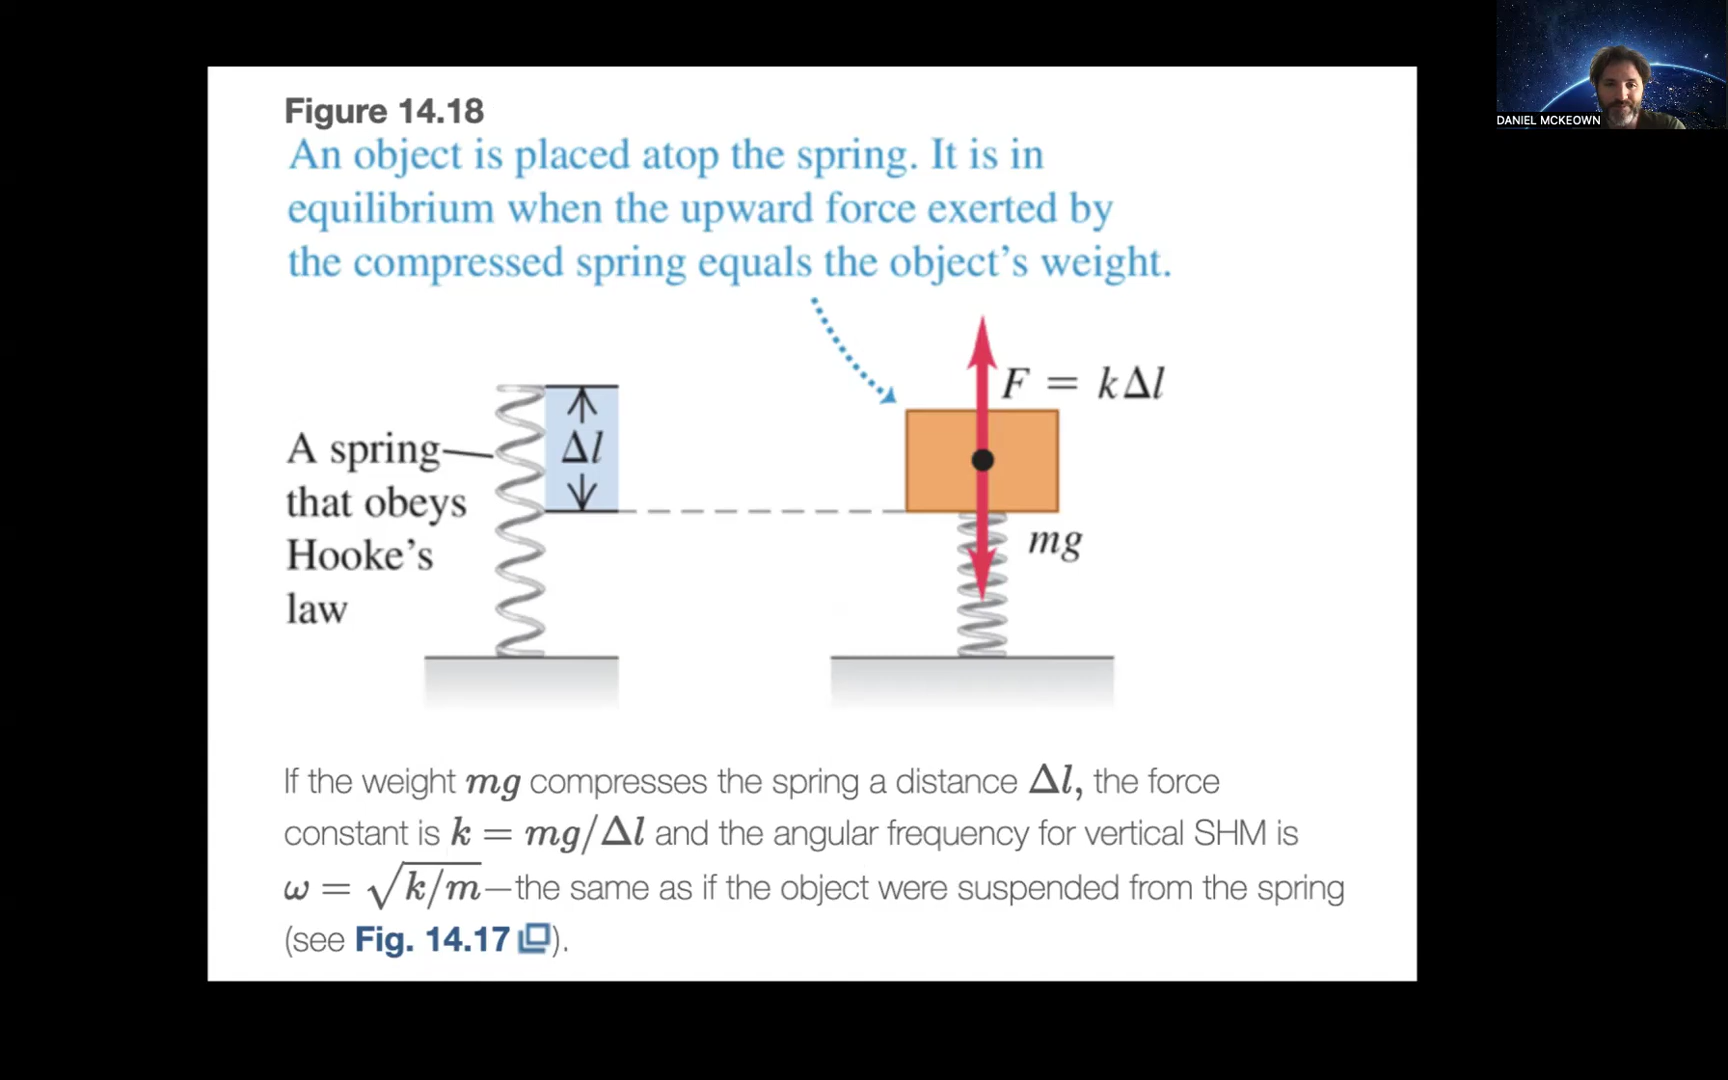 Figure 14.18
An object is placed atop the spring. It is in
equilibrium when the upward force exerted by
the compressed spring equals the object's weight.
F = kΔl
Δl
A spring
that obeys
Hooke's
law
mg
If the weight mg compresses the spring a distance Δl, the force
constant is k = mg/Δl and the angular frequency for vertical SHM is
ω = √k/m—the same as if the object were suspended from the spring
(see Fig. 14.17).
DANIEL MCKEOWN